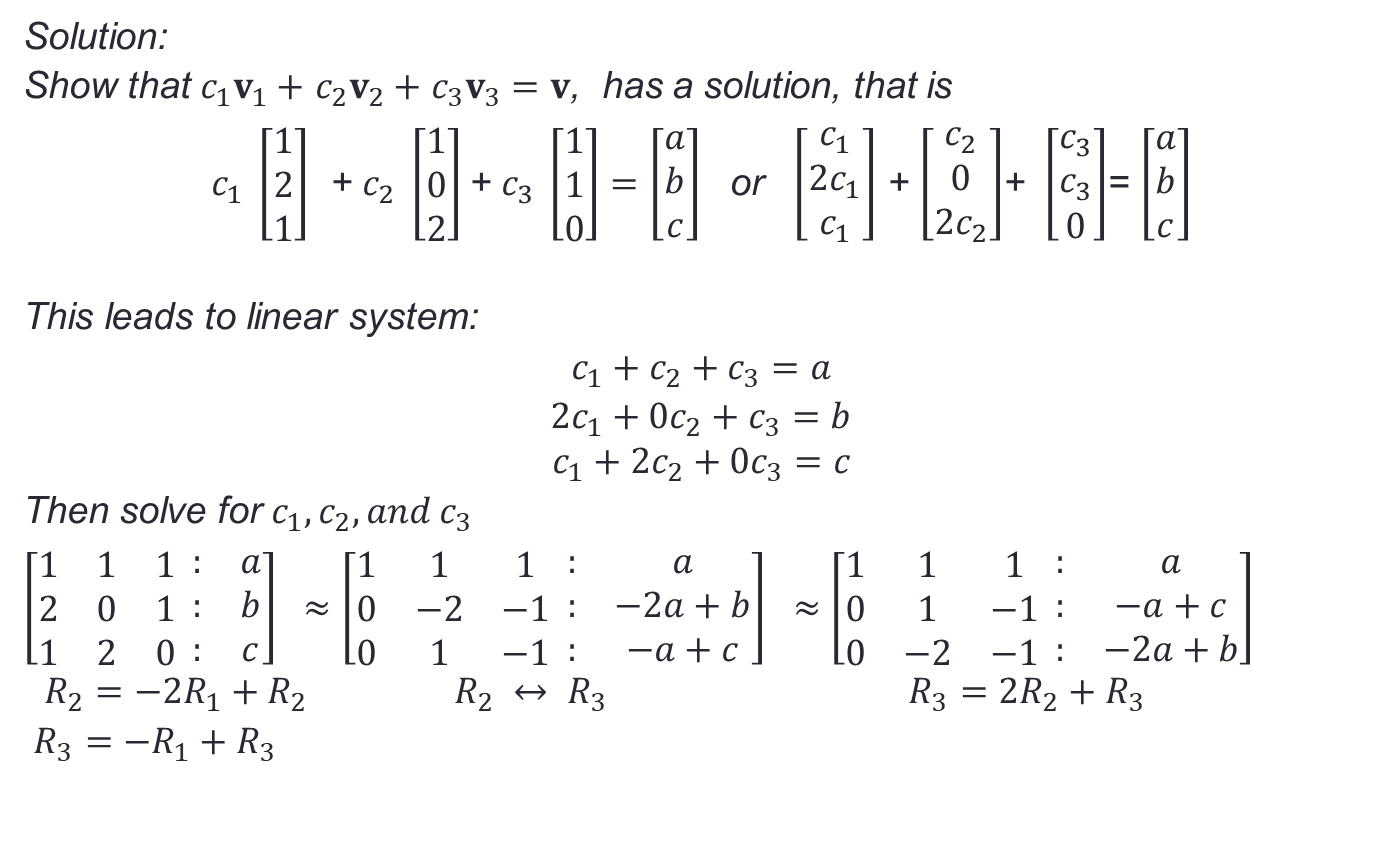 Solution:
Show that c₁v₁ + c₂v₂ + c₃v₃ = v, has a solution, that is
c₁ [1 2 1] + c₂ [1 0 2] + c₃ [1 1 0] = [a b c] or [c₁ 2c₁ c₁] + [c₂ 0 2c₂] + [c₃ c₃ 0] = [a b c]
This leads to linear system:
c₁ + c₂ + c₃ = a
2c₁ + 0c₂ + c₃ = b
c₁ + 2c₂ + 0c₃ = c
Then solve for c₁, c₂, and c₃
[1 1 1 : a] [1 1 1 : a] [1 1 1 : a]
[2 0 1 : b] ≈ [0 −2 −1 : −2a + b] ≈ [0 1 −1 : −a + c]
[1 2 0 : c] [0 1 −1 : −a + c] [0 −2 −1 : −2a + b]
R₂ = −2R₁ + R₂ R₂ ↔ R₃ R₃ = 2R₂ + R₃
R₃ = −R₁ + R₃